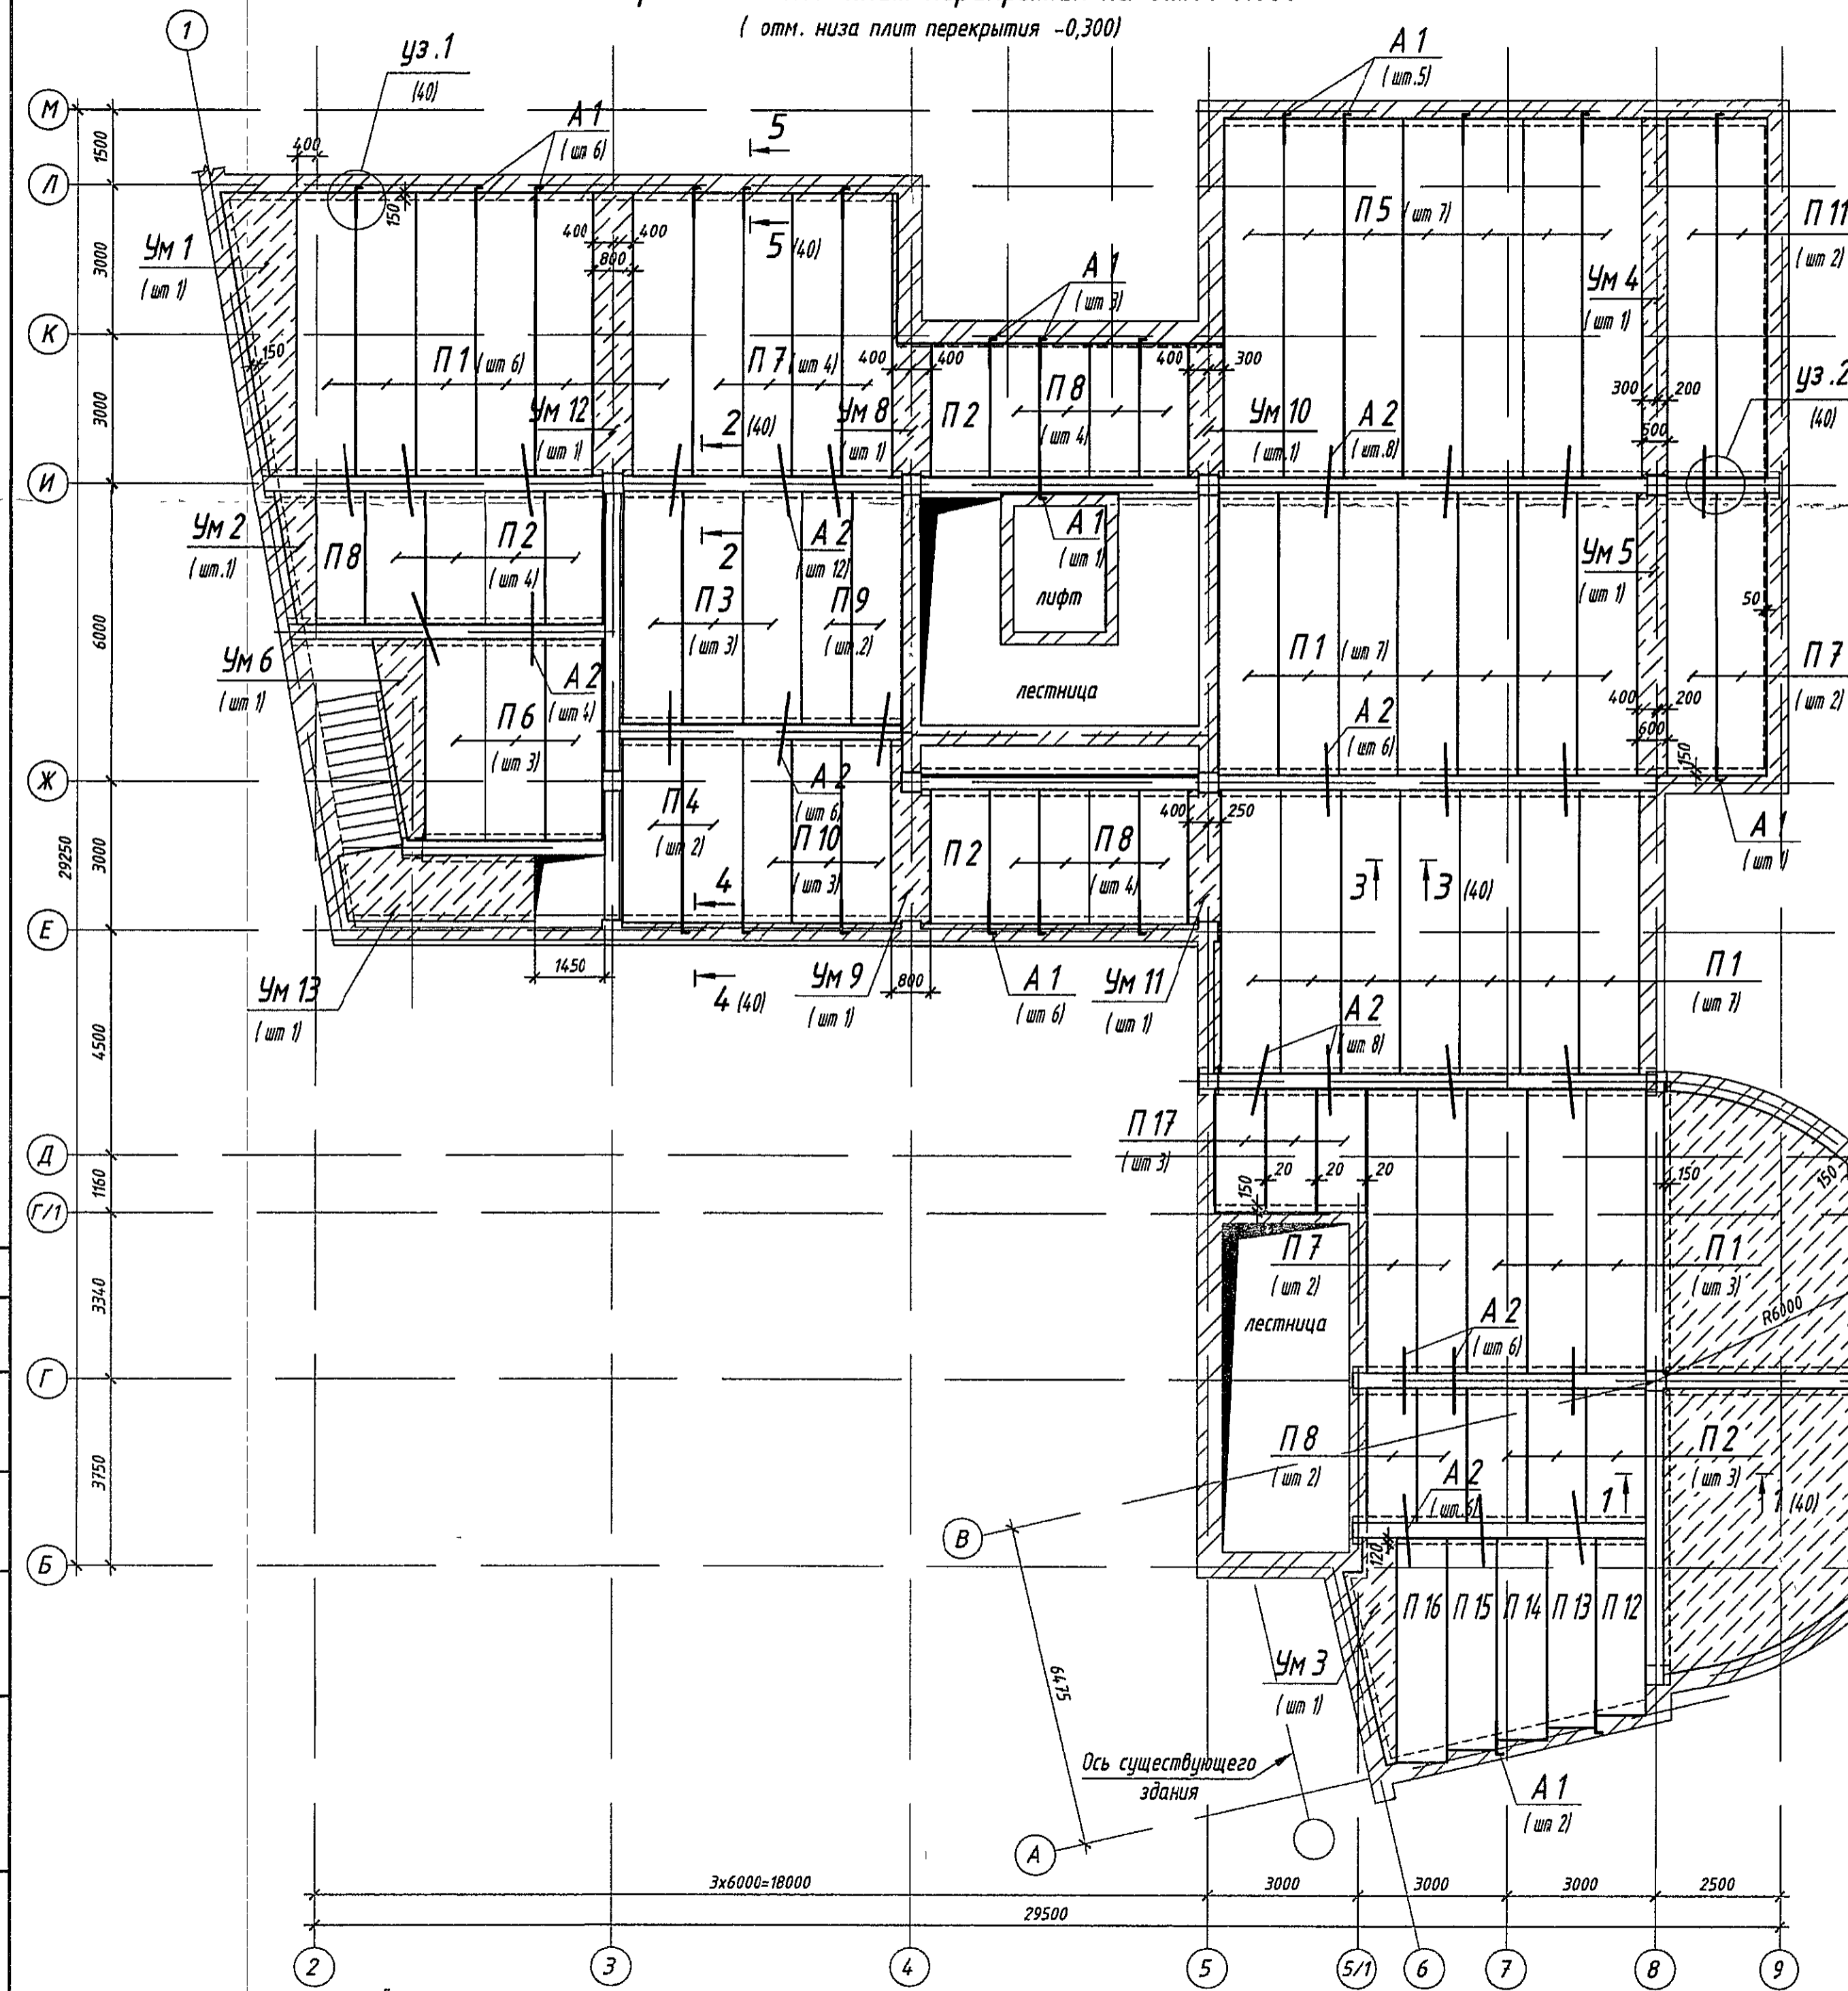 ( отм. низа плит перекрытия -0,300)
1
уз.1
(40)
А 1
(шт.5)
М
А 1
(шт 6)
5
1500
400
Л
150
П 5 (шт 7)
П 11
(шт 2)
Ум 1
(шт 1)
400
400
800
5 (40)
3000
А 1
(шт 3)
Ум 4
(шт 1)
К
150
П 1 (шт 6)
П 7 (шт 4)
400
400
П 8
(шт 4)
400
300
уз.2
(40)
300
200
500
3000
Ум 12
(шт 1)
2 (40)
Ум 8
(шт 1)
П 2
Ум 10
(шт.1)
А 2
(шт.8)
И
Ум 2
(шт.1)
П 8
П 2
(шт 4)
2
А 2
(шт 12)
А 1
(шт 1)
лифт
Ум 5
(шт 1)
50
6000
П 3
(шт 3)
П 9
(шт.2)
П 1 (шт 7)
П 7
(шт 2)
Ум 6
(шт 1)
А 2
(шт 4)
лестница
400
200
600
П 6
(шт 3)
А 2
(шт 6)
150
Ж
П 4
(шт 2)
А 2
(шт 6)
П 10
(шт 3)
400
250
П 2
П 8
(шт 4)
А 1
(шт 1)
29250
3000
4
3
3 (40)
Е
1450
Ум 13
(шт 1)
4 (40)
Ум 9
(шт 1)
800
А 1
(шт 6)
Ум 11
(шт 1)
П 1
(шт 7)
4500
А 2
(шт 8)
П 17
(шт 3)
Д
20
20
20
150
150
150
1160
Г/1
П 7
(шт 2)
П 1
(шт 3)
3340
лестница
А 2
(шт 6)
R6000
Г
П 8
(шт 2)
П 2
(шт 3)
3750
А 2
(шт.6)
1
1 (40)
В
Б
120
П 16
П 15
П 14
П 13
П 12
Ум 3
(шт 1)
6475
Ось существующего
здания
А 1
(шт 2)
А
3х6000=18000
3000
3000
3000
2500
29500
2
3
4
5
5/1
6
7
8
9